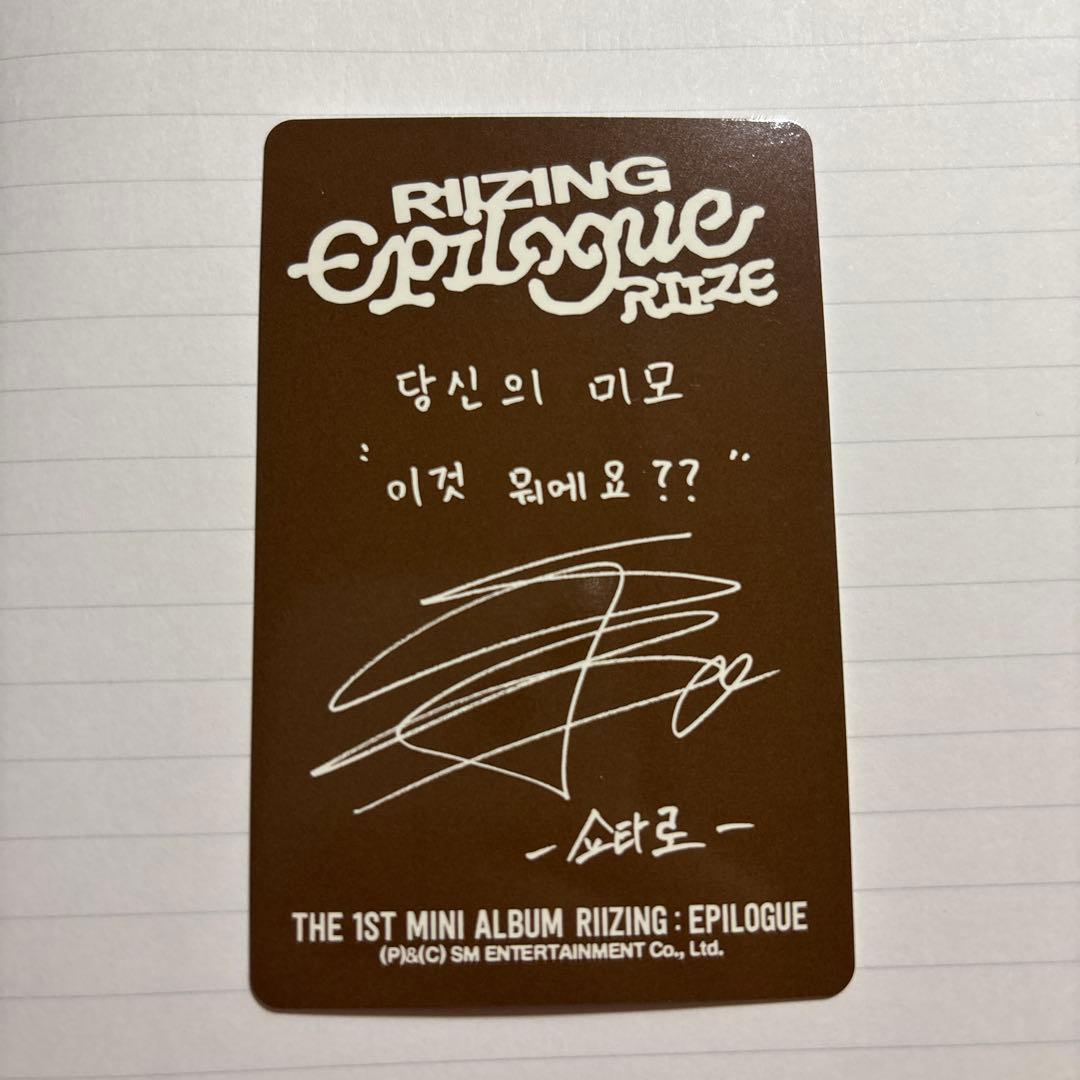 RIIZING
Epilogue
RIIZE
당신의 미모
"이것 뭐에요??"
-쇼타로-
THE 1ST MINI ALBUM RIIZING : EPILOGUE
(P)&(C) SM ENTERTAINMENT Co., Ltd.